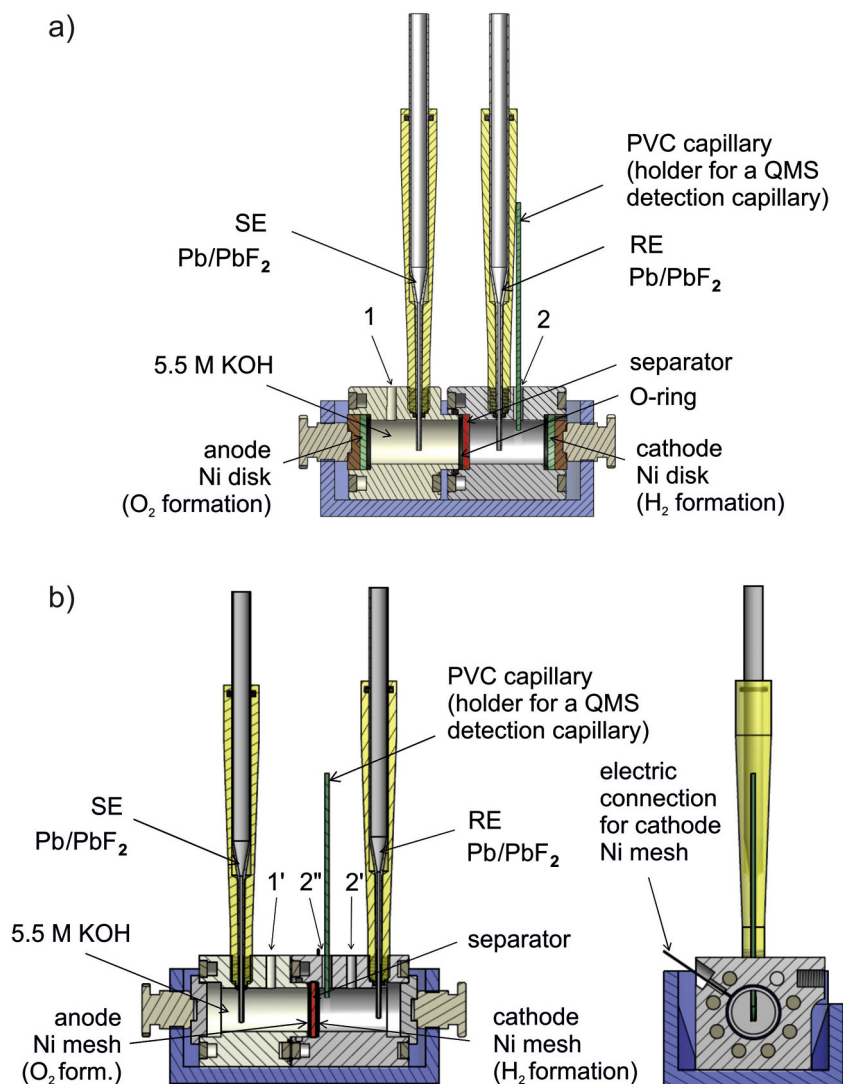 a)
PVC capillary
(holder for a QMS
detection capillary)
SE
Pb/PbF₂
RE
Pb/PbF₂
1
2
5.5 M KOH
separator
O-ring
anode
Ni disk
(O₂ formation)
cathode
Ni disk
(H₂ formation)
b)
PVC capillary
(holder for a QMS
detection capillary)
electric
connection
for cathode
Ni mesh
SE
Pb/PbF₂
RE
Pb/PbF₂
1'
2"
2'
5.5 M KOH
separator
anode
Ni mesh
(O₂ form.)
cathode
Ni mesh
(H₂ formation)